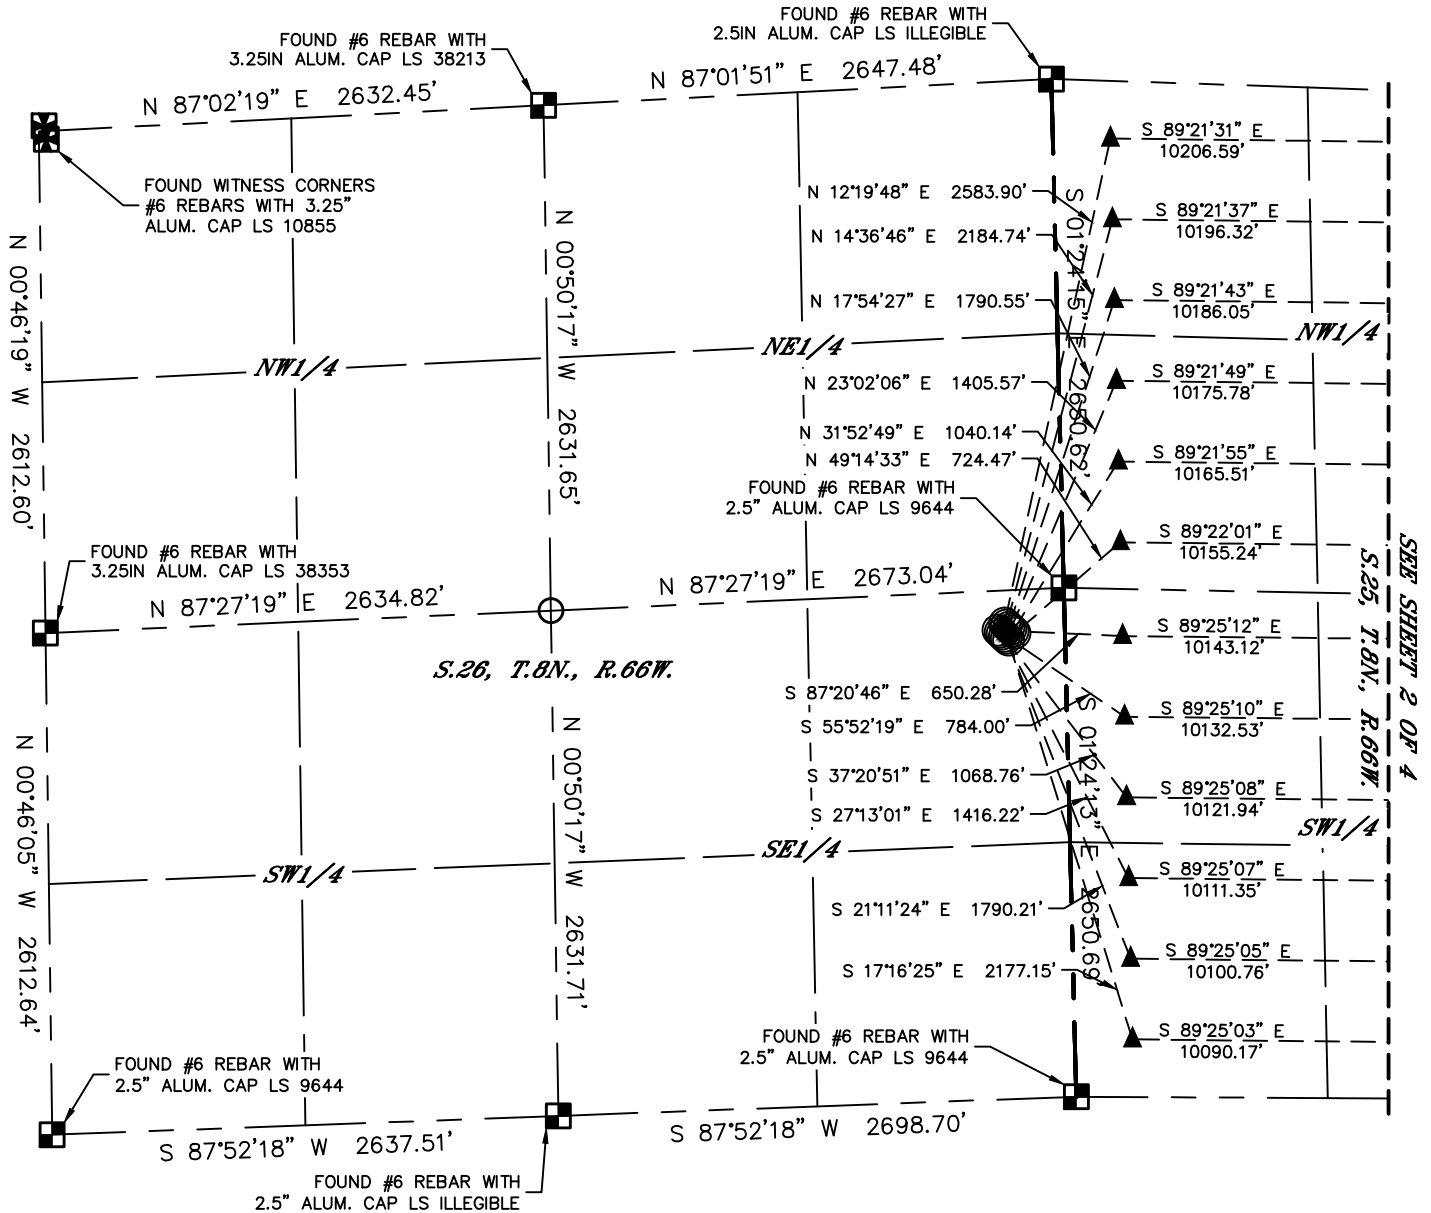 FOUND #6 REBAR WITH
2.5IN ALUM. CAP LS ILLEGIBLE
FOUND #6 REBAR WITH
3.25IN ALUM. CAP LS 38213
N 87°02'19" E 2632.45'
N 87°01'51" E 2647.48'
FOUND WITNESS CORNERS
#6 REBARS WITH 3.25"
ALUM. CAP LS 10855
S 89°21'31" E
10206.59'
N 12°19'48" E 2583.90'
S 89°21'37" E
10196.32'
N 14°36'46" E 2184.74'
S 89°21'43" E
10186.05'
N 17°54'27" E 1790.55'
N 00°46'19" W 2612.60'
N 00°50'17" W 2631.65'
S 01°24'15" E 2650.62'
NW1/4
NE1/4
NW1/4
S 89°21'49" E
10175.78'
N 23°02'06" E 1405.57'
N 31°52'49" E 1040.14'
S 89°21'55" E
10165.51'
N 49°14'33" E 724.47'
FOUND #6 REBAR WITH
2.5" ALUM. CAP LS 9644
S 89°22'01" E
10155.24'
FOUND #6 REBAR WITH
3.25IN ALUM. CAP LS 38353
N 87°27'19" E 2634.82'
N 87°27'19" E 2673.04'
SEE SHEET 2 OF 4
S.25, T.8N., R.66W.
S.26, T.8N., R.66W.
S 89°25'12" E
10143.12'
S 87°20'46" E 650.28'
S 89°25'10" E
10132.53'
S 55°52'19" E 784.00'
S 37°20'51" E 1068.76'
S 89°25'08" E
10121.94'
S 27°13'01" E 1416.22'
N 00°46'05" W 2612.64'
N 00°50'17" W 2631.71'
S 01°24'13" E 2650.69'
SW1/4
SE1/4
SW1/4
S 89°25'07" E
10111.35'
S 21°11'24" E 1790.21'
S 89°25'05" E
10100.76'
S 17°16'25" E 2177.15'
S 89°25'03" E
10090.17'
FOUND #6 REBAR WITH
2.5" ALUM. CAP LS 9644
FOUND #6 REBAR WITH
2.5" ALUM. CAP LS 9644
S 87°52'18" W 2637.51'
S 87°52'18" W 2698.70'
FOUND #6 REBAR WITH
2.5" ALUM. CAP LS ILLEGIBLE